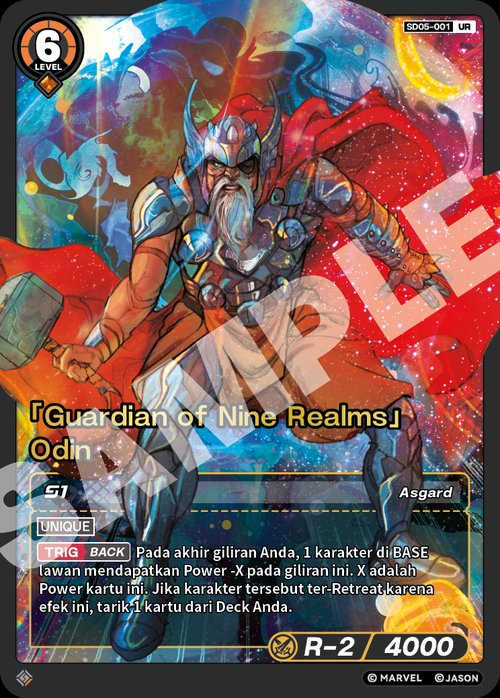 6
LEVEL
SD05-001 UR
SAMPLE
「Guardian of Nine Realms」
Odin
S1 Asgard
UNIQUE
TRIG BACK Pada akhir giliran Anda, 1 karakter di BASE
lawan mendapatkan Power -X pada giliran ini. X adalah
Power kartu ini. Jika karakter tersebut ter-Retreat karena
efek ini, tarik 1 kartu dari Deck Anda.
R-2 / 4000
© MARVEL ©JASON